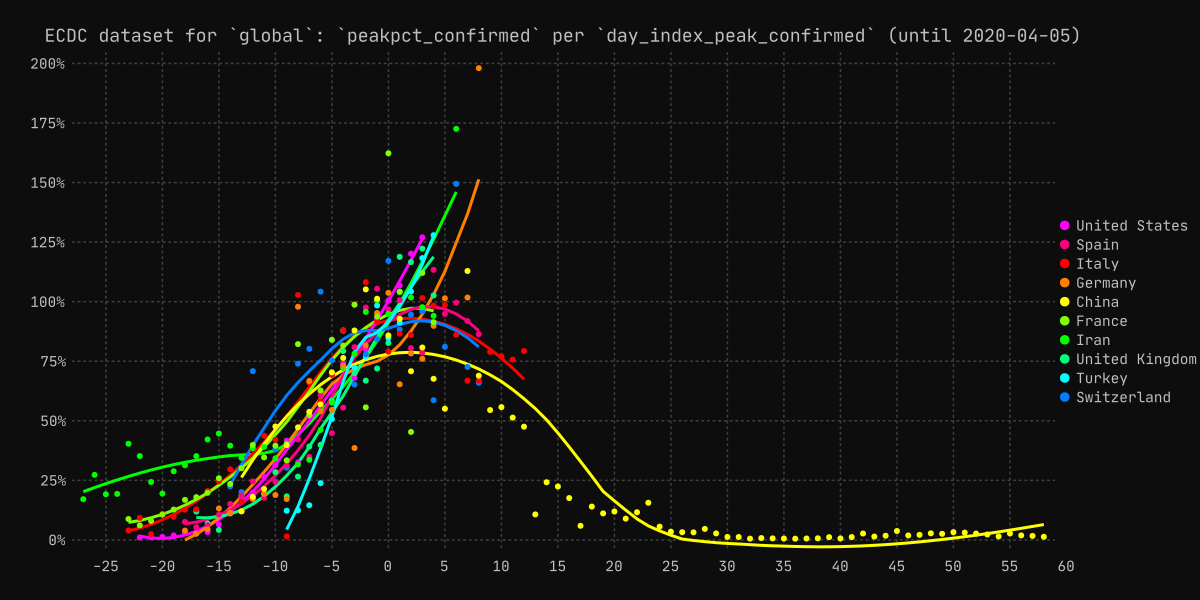 ECDC dataset for `global`: `peakpct_confirmed` per `day_index_peak_confirmed` (until 2020-04-05)
200%
175%
150%
125%
100%
75%
50%
25%
0%
-25 -20 -15 -10 -5 0 5 10 15 20 25 30 35 40 45 50 55 60
United States
Spain
Italy
Germany
China
France
Iran
United Kingdom
Turkey
Switzerland